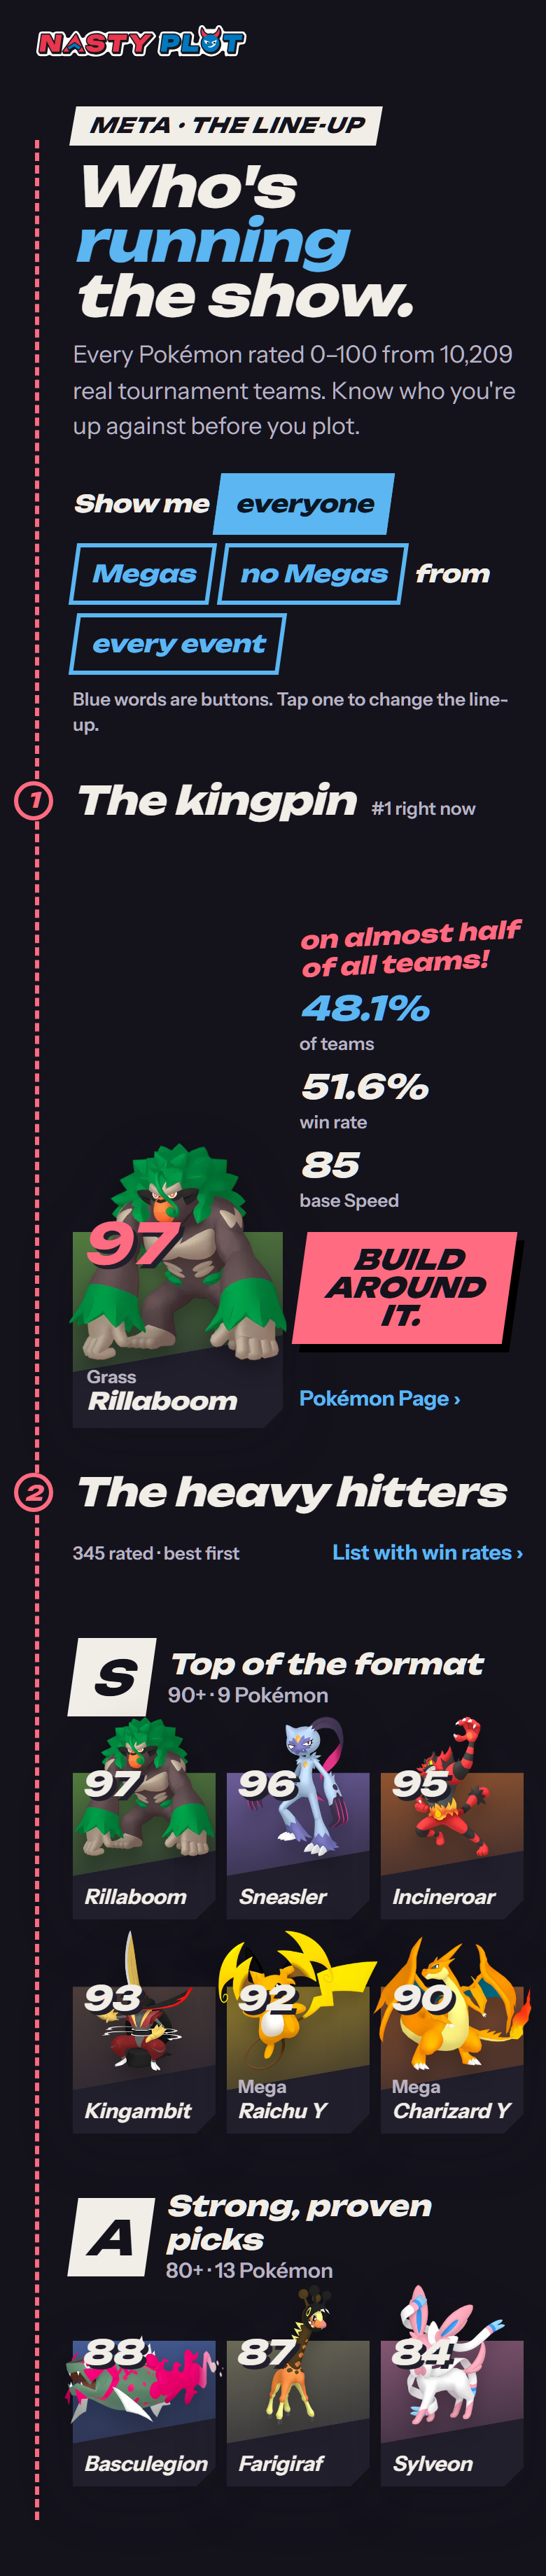 NASTY PLOT
META · THE LINE-UP
Who's
running
the show.
Every Pokémon rated 0–100 from 10,209
real tournament teams. Know who you're
up against before you plot.
Show me everyone
Megas no Megas from
every event
Blue words are buttons. Tap one to change the line-
up.
1 The kingpin #1 right now
on almost half
of all teams!
48.1%
of teams
51.6%
win rate
85
base Speed
97
Grass
Rillaboom
BUILD
AROUND
IT.
Pokémon Page ›
2 The heavy hitters
345 rated · best first List with win rates ›
S Top of the format
90+ · 9 Pokémon
97 96 95
Rillaboom Sneasler Incineroar
93 92 90
Mega Mega
Kingambit Raichu Y Charizard Y
A Strong, proven
picks
80+ · 13 Pokémon
88 87 84
Basculegion Farigiraf Sylveon